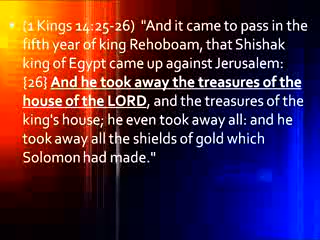 • (1 Kings 14:25-26) "And it came to pass in the
fifth year of king Rehoboam, that Shishak
king of Egypt came up against Jerusalem:
{26} And he took away the treasures of the
house of the LORD, and the treasures of the
king's house; he even took away all: and he
took away all the shields of gold which
Solomon had made."